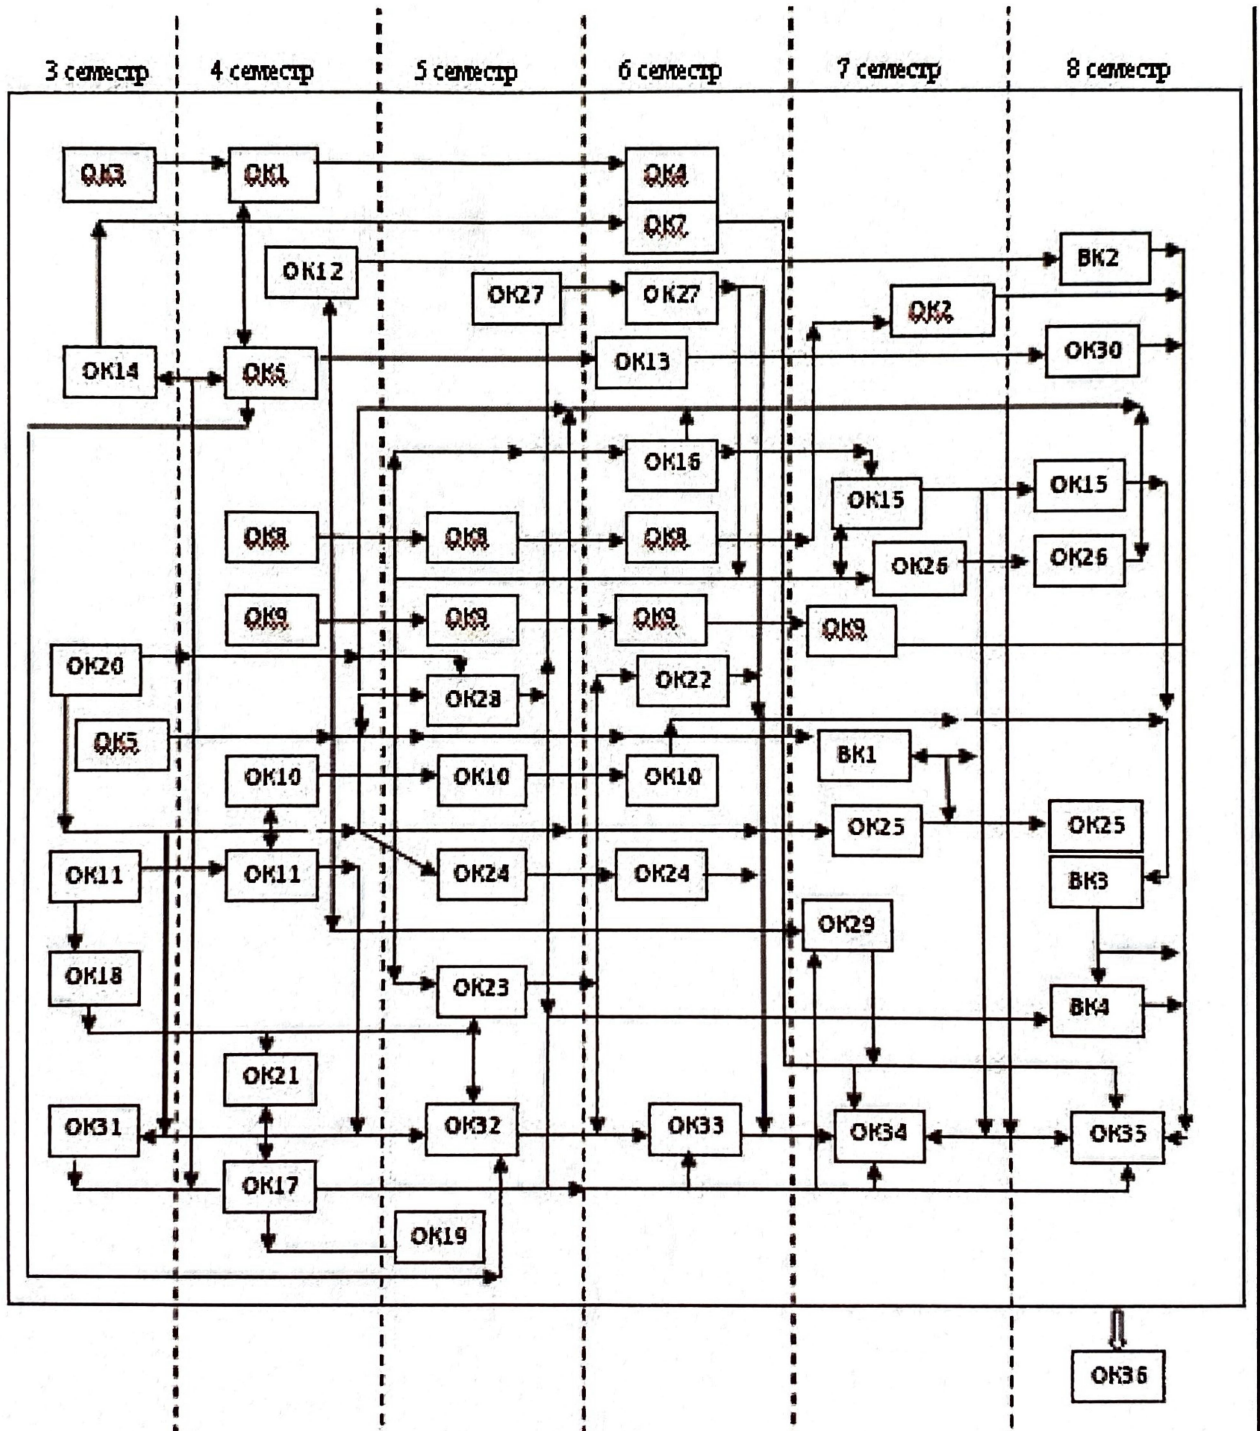 3 семестр 4 семестр 5 семестр 6 семестр 7 семестр 8 семестр
ОК3 ОК1 ОК4
ОК7
ОК12 ВК2
ОК27 ОК27 ОК2
ОК14 ОК6 ОК13 ОК30
ОК16
ОК15 ОК15
ОК8 ОК8 ОК8
ОК26 ОК26
ОК9 ОК9 ОК9 ОК9
ОК20 ОК28 ОК22
ОК5 ВК1
ОК10 ОК10 ОК10
ОК25 ОК25
ОК11 ОК11 ОК24 ОК24 ВК3
ОК29
ОК18 ОК23 ВК4
ОК21
ОК31 ОК32 ОК33 ОК34 ОК35
ОК17
ОК19
ОК36